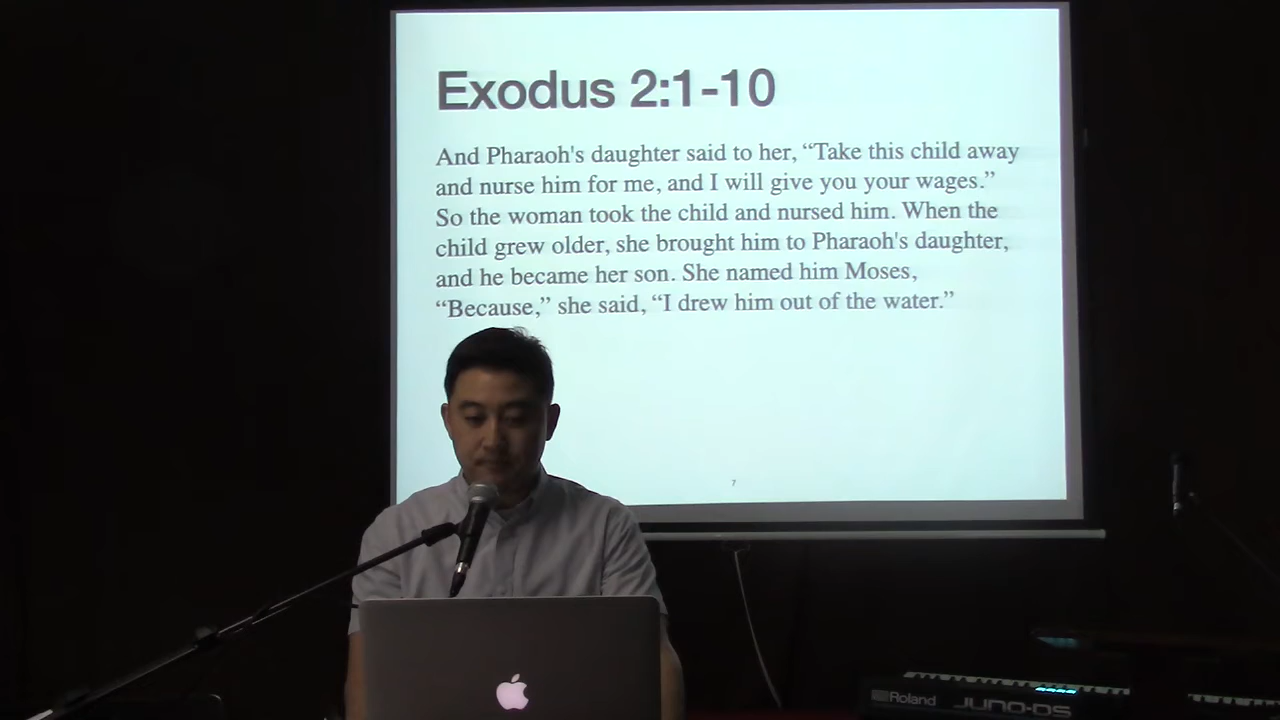 Exodus 2:1-10
And Pharaoh's daughter said to her, “Take this child away
and nurse him for me, and I will give you your wages.”
So the woman took the child and nursed him. When the
child grew older, she brought him to Pharaoh's daughter,
and he became her son. She named him Moses,
“Because,” she said, “I drew him out of the water.”
7
Roland JUNO-DS